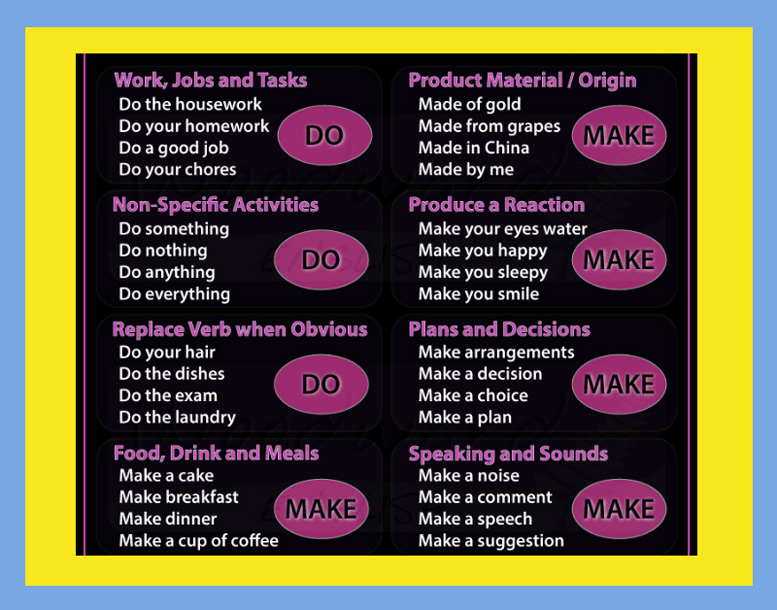 Work, Jobs and Tasks
Do the housework
Do your homework
Do a good job
Do your chores
DO
Product Material / Origin
Made of gold
Made from grapes
Made in China
Made by me
MAKE
Non-Specific Activities
Do something
Do nothing
Do anything
Do everything
DO
Produce a Reaction
Make your eyes water
Make you happy
Make you sleepy
Make you smile
MAKE
Replace Verb when Obvious
Do your hair
Do the dishes
Do the exam
Do the laundry
DO
Plans and Decisions
Make arrangements
Make a decision
Make a choice
Make a plan
MAKE
Food, Drink and Meals
Make a cake
Make breakfast
Make dinner
Make a cup of coffee
MAKE
Speaking and Sounds
Make a noise
Make a comment
Make a speech
Make a suggestion
MAKE